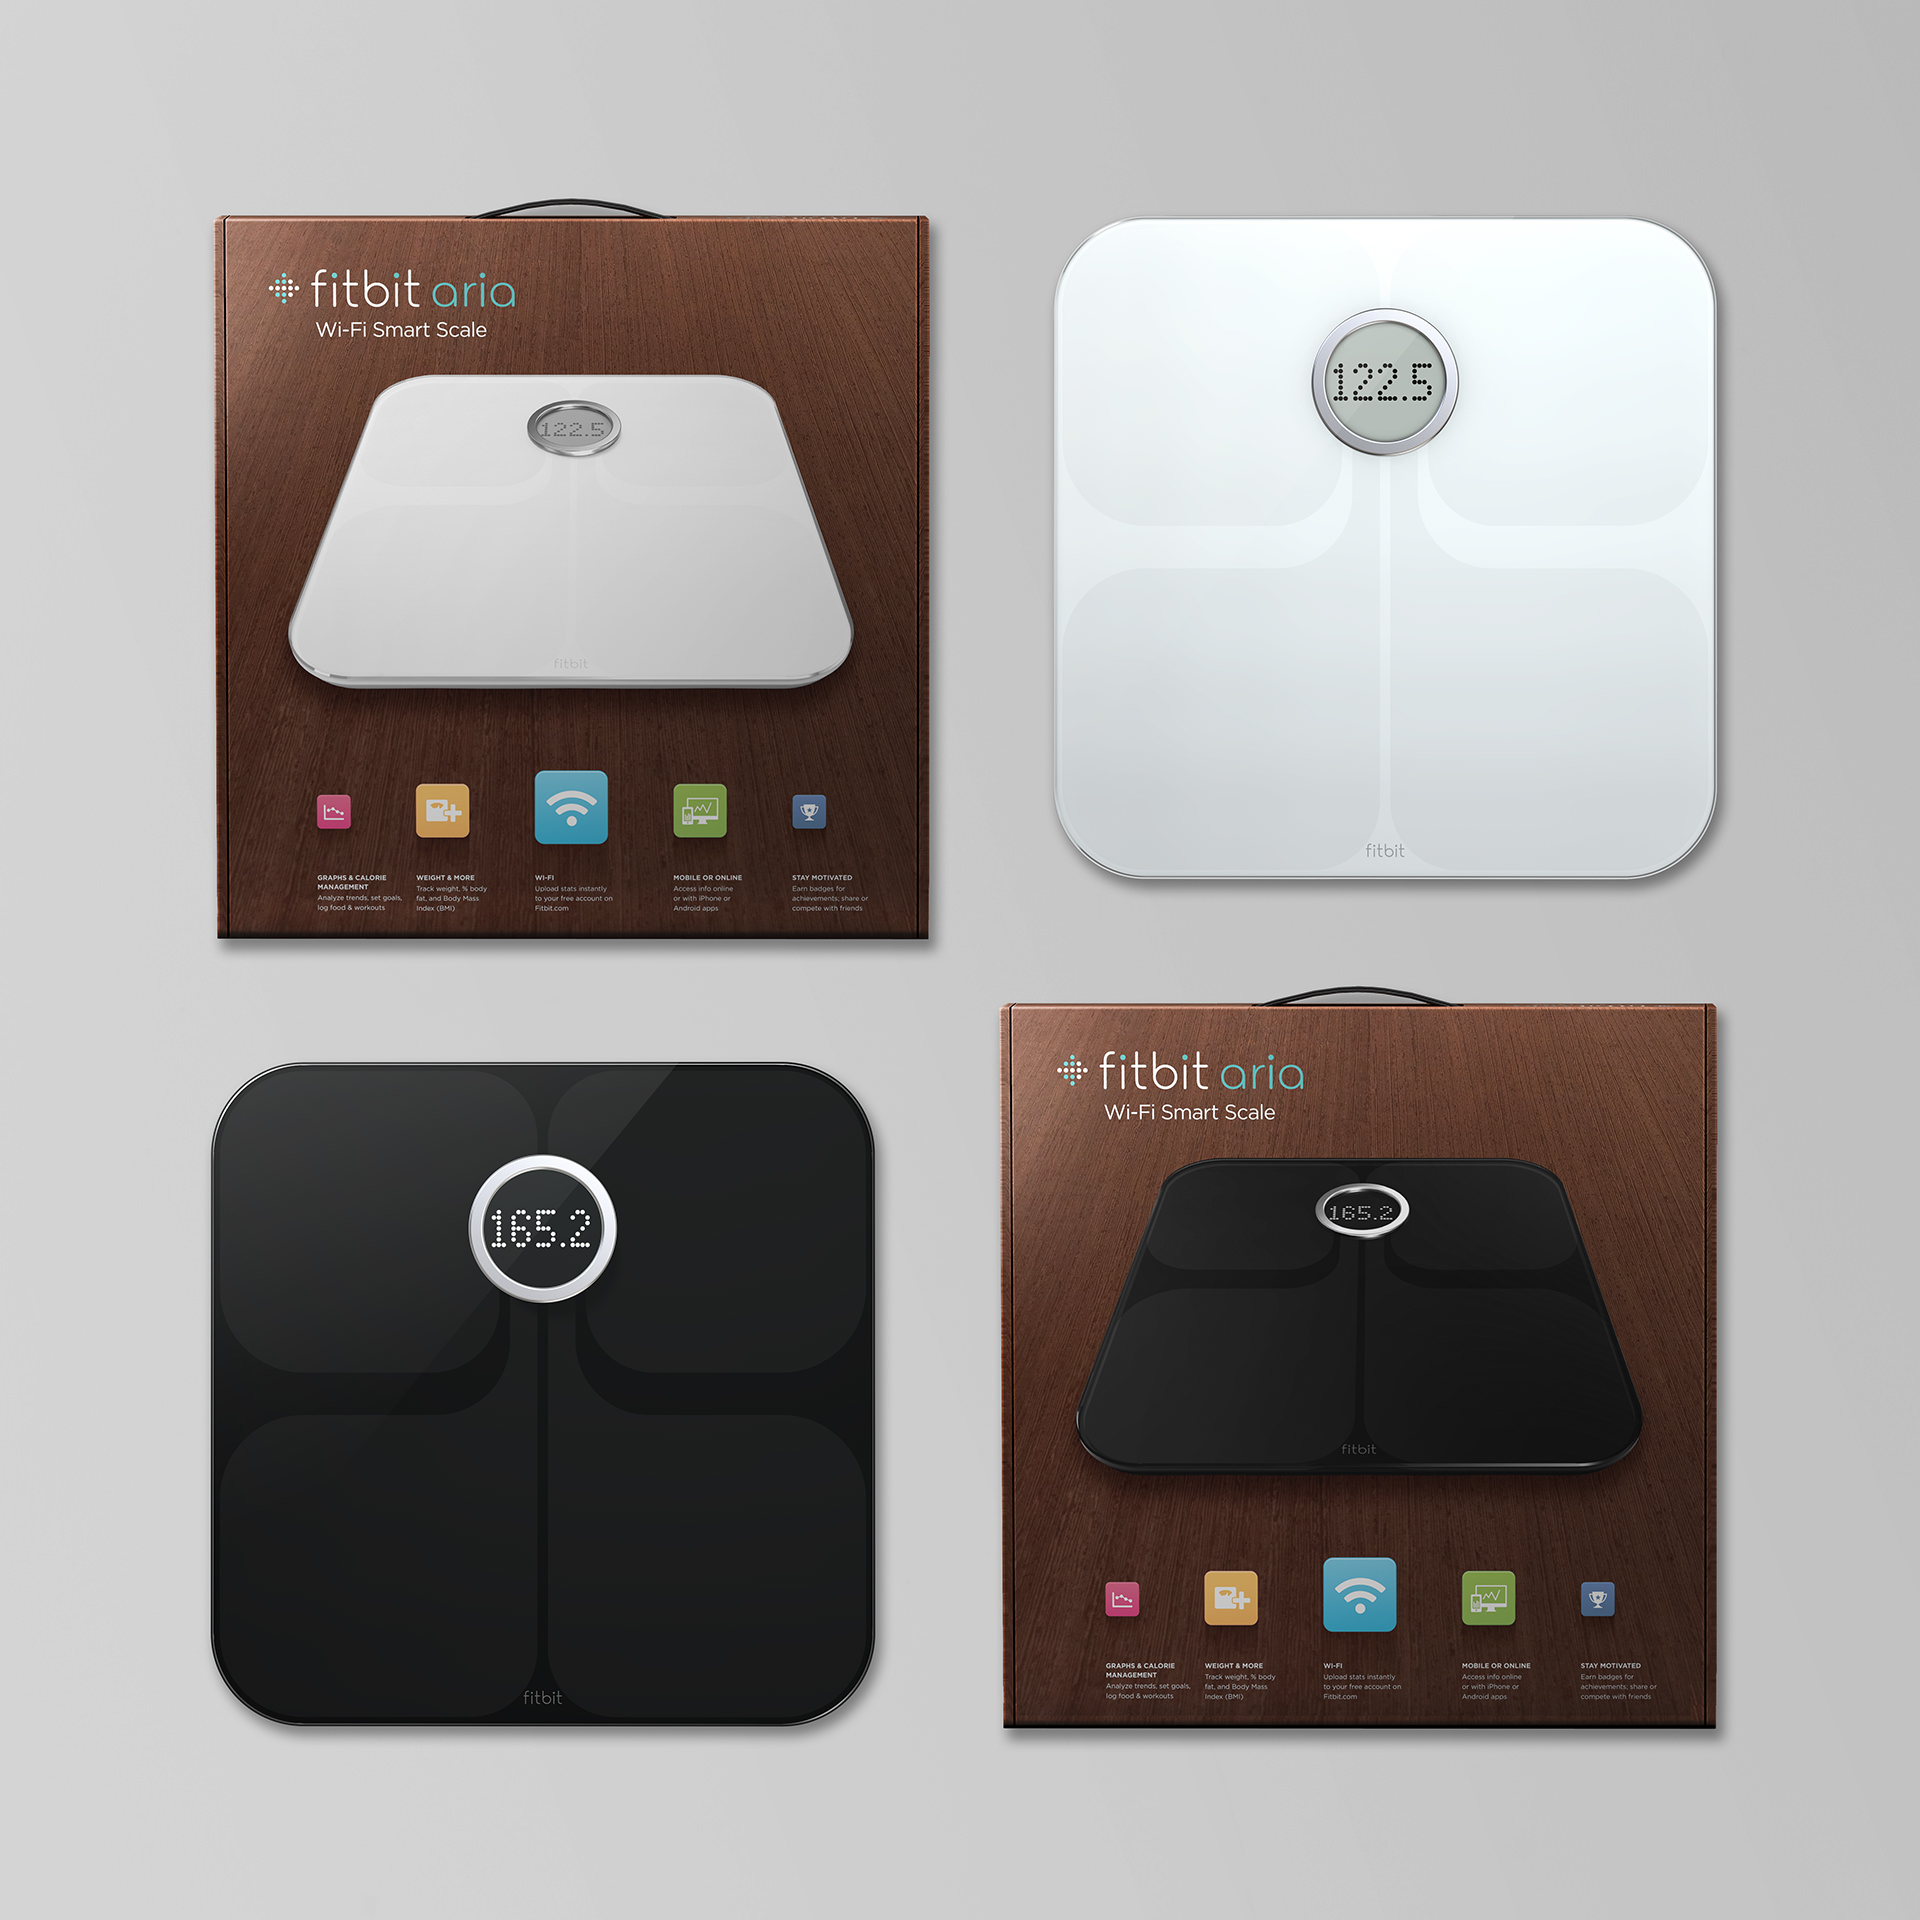 fitbit aria
Wi-Fi Smart Scale
122.5
fitbit
GRAPHS & CALORIE
MANAGEMENT
Analyze trends, set goals,
log food & workouts
WEIGHT & MORE
Track weight, % body
fat, and Body Mass
Index (BMI)
WI-FI
Upload stats instantly
to your free account on
Fitbit.com
MOBILE OR ONLINE
Access info online
or with iPhone or
Android apps
STAY MOTIVATED
Earn badges for
achievements; share or
compete with friends
122.5
fitbit
165.2
fitbit
fitbit aria
Wi-Fi Smart Scale
165.2
fitbit
GRAPHS & CALORIE
MANAGEMENT
Analyze trends, set goals,
log food & workouts
WEIGHT & MORE
Track weight, % body
fat, and Body Mass
Index (BMI)
WI-FI
Upload stats instantly
to your free account on
Fitbit.com
MOBILE OR ONLINE
Access info online
or with iPhone or
Android apps
STAY MOTIVATED
Earn badges for
achievements; share or
compete with friends